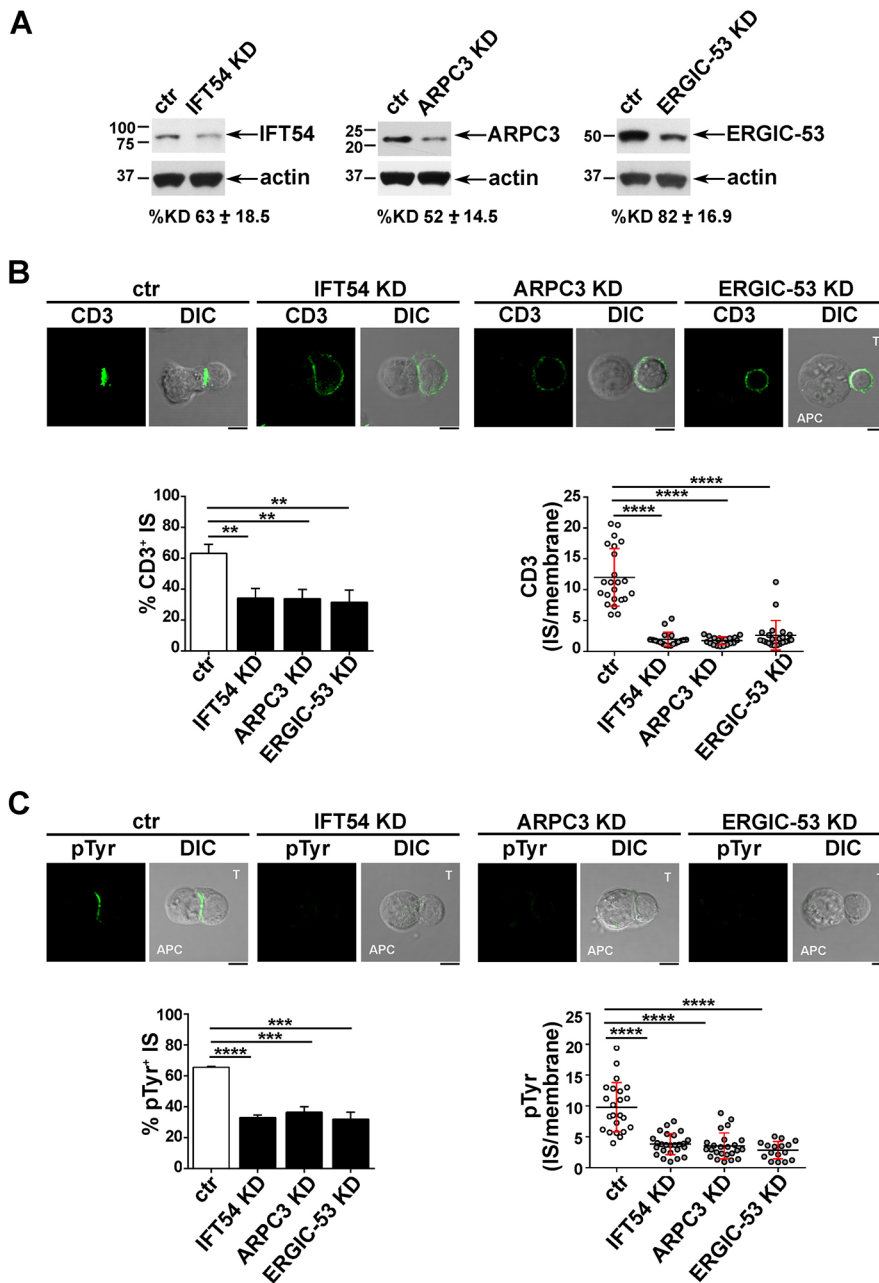 A
ctr IFT54 KD
ctr ARPC3 KD
ctr ERGIC-53 KD
100
75
IFT54
25
20
ARPC3
50
ERGIC-53
37
actin
37
actin
37
actin
%KD 63 ± 18.5
%KD 52 ± 14.5
%KD 82 ± 16.9
B
ctr IFT54 KD ARPC3 KD ERGIC-53 KD
CD3 DIC CD3 DIC CD3 DIC CD3 DIC
T
APC
% CD3+ IS
100
80
60
40
20
0
**
**
**
ctr
IFT54 KD
ARPC3 KD
ERGIC-53 KD
CD3
(IS/membrane)
25
20
15
10
5
0
****
****
****
ctr
IFT54 KD
ARPC3 KD
ERGIC-53 KD
C
ctr IFT54 KD ARPC3 KD ERGIC-53 KD
pTyr DIC pTyr DIC pTyr DIC pTyr DIC
T T T T
APC APC APC APC
% pTyr+ IS
100
80
60
40
20
0
***
***
****
ctr
IFT54 KD
ARPC3 KD
ERGIC-53 KD
pTyr
(IS/membrane)
25
20
15
10
5
0
****
****
****
ctr
IFT54 KD
ARPC3 KD
ERGIC-53 KD